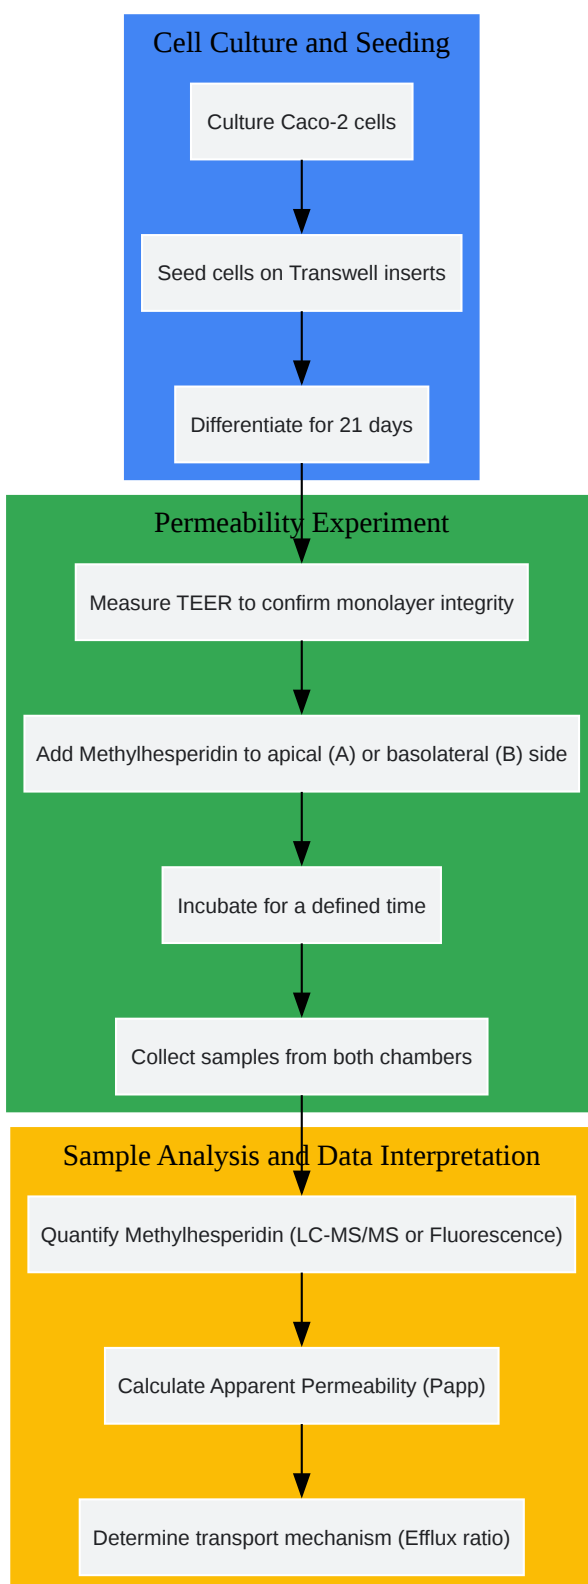 Cell Culture and Seeding
Culture Caco-2 cells
Seed cells on Transwell inserts
Differentiate for 21 days
Permeability Experiment
Measure TEER to confirm monolayer integrity
Add Methylhesperidin to apical (A) or basolateral (B) side
Incubate for a defined time
Collect samples from both chambers
Sample Analysis and Data Interpretation
Quantify Methylhesperidin (LC-MS/MS or Fluorescence)
Calculate Apparent Permeability (Papp)
Determine transport mechanism (Efflux ratio)